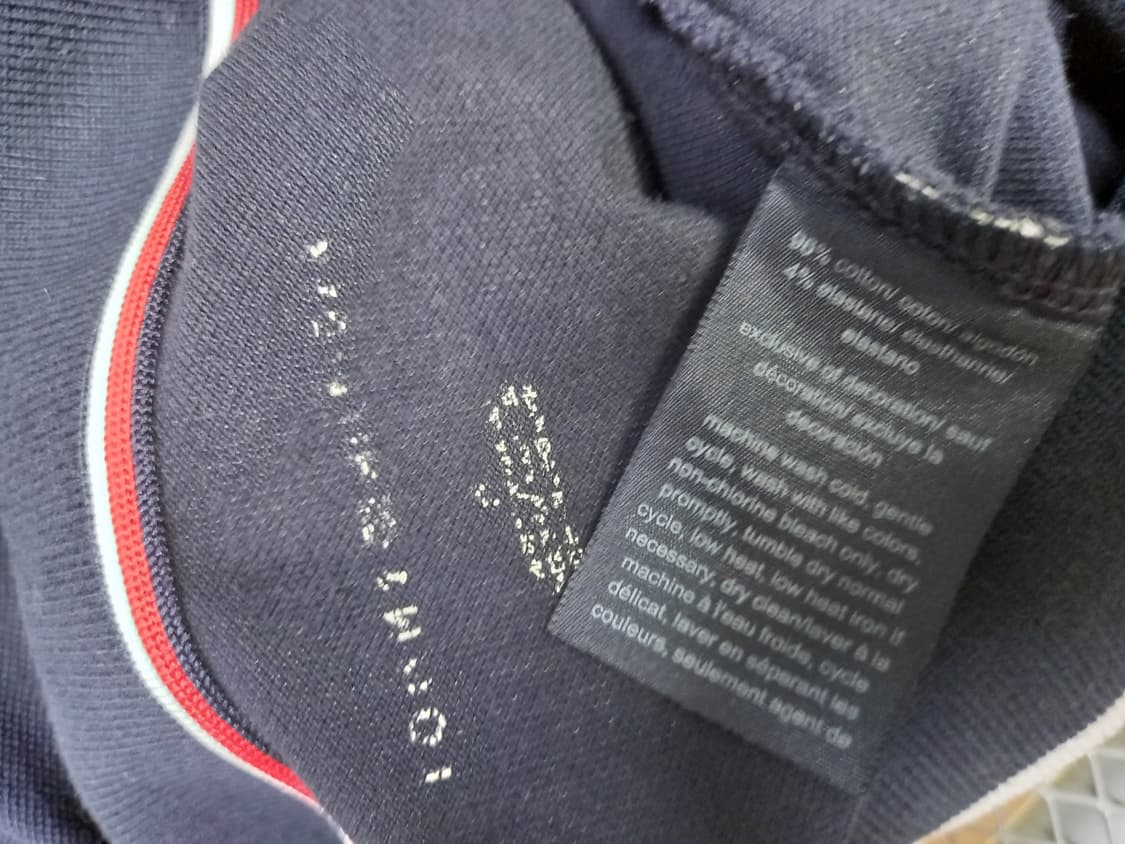 cotton/ coton/ algodón
4% elastane/ élasthanne/
elastano
exclusive of decoration/ sauf
décoration/ excluye la
decoración
machine wash cold, gentle
cycle, wash with like colors,
non-chlorine bleach only, dry
promptly, tumble dry normal
cycle, low heat, low heat iron if
necessary, dry clean/laver à la
machine à l'eau froide, cycle
délicat, laver en séparant les
couleurs, seulement agent de